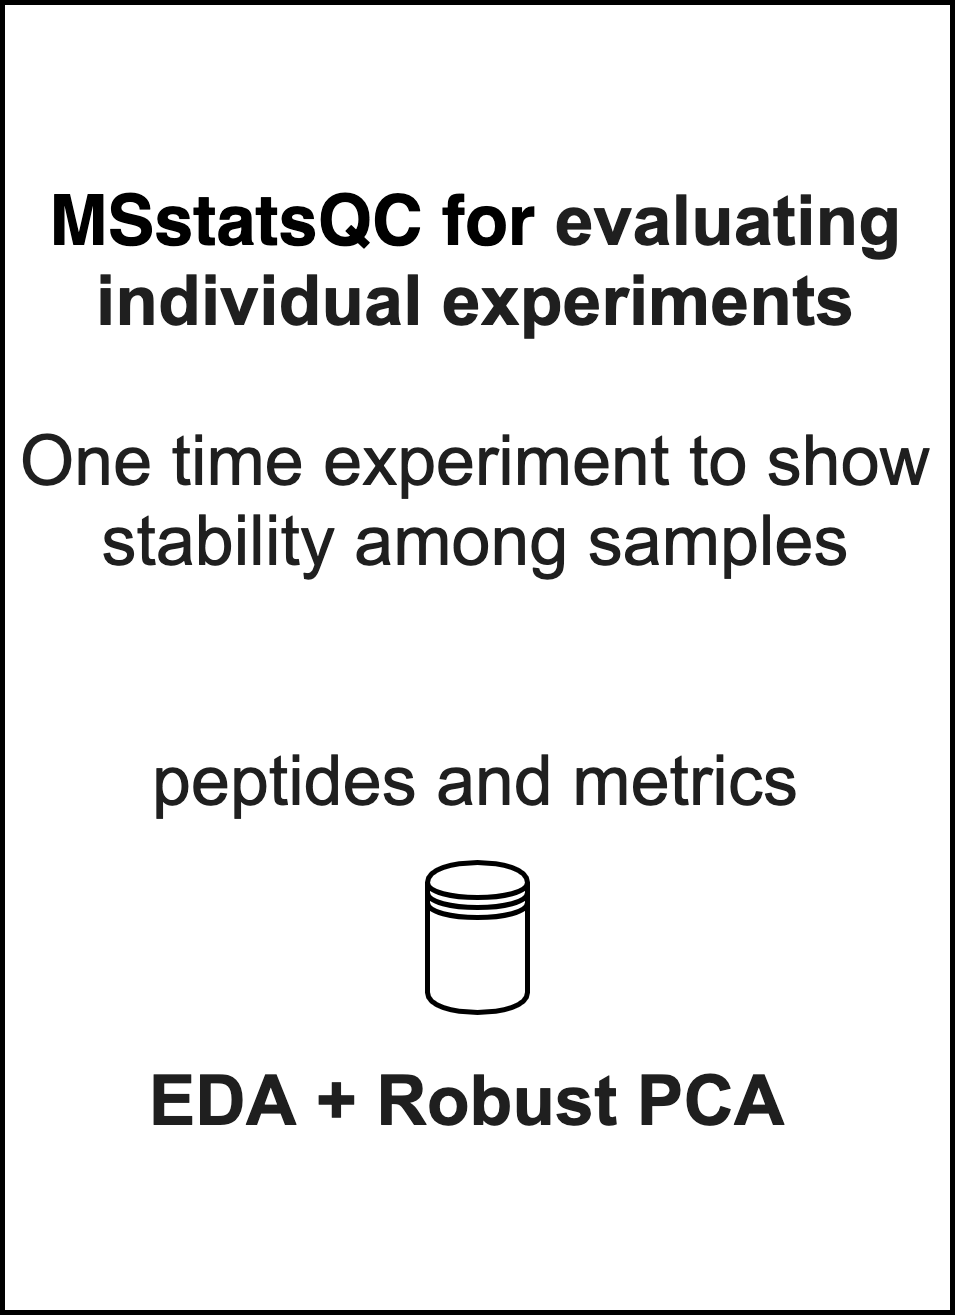 MSstatsQC for evaluating
individual experiments
One time experiment to show
stability among samples
peptides and metrics
EDA + Robust PCA